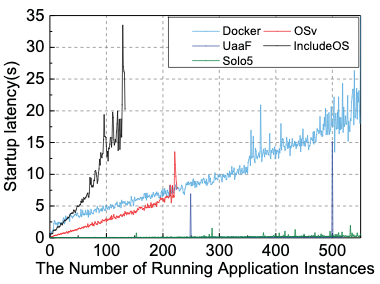 35
30
25
20
15
10
5
0
Startup latency(s)
Docker
OSv
UaaF
IncludeOS
Solo5
0
100
200
300
400
500
The Number of Running Application Instances